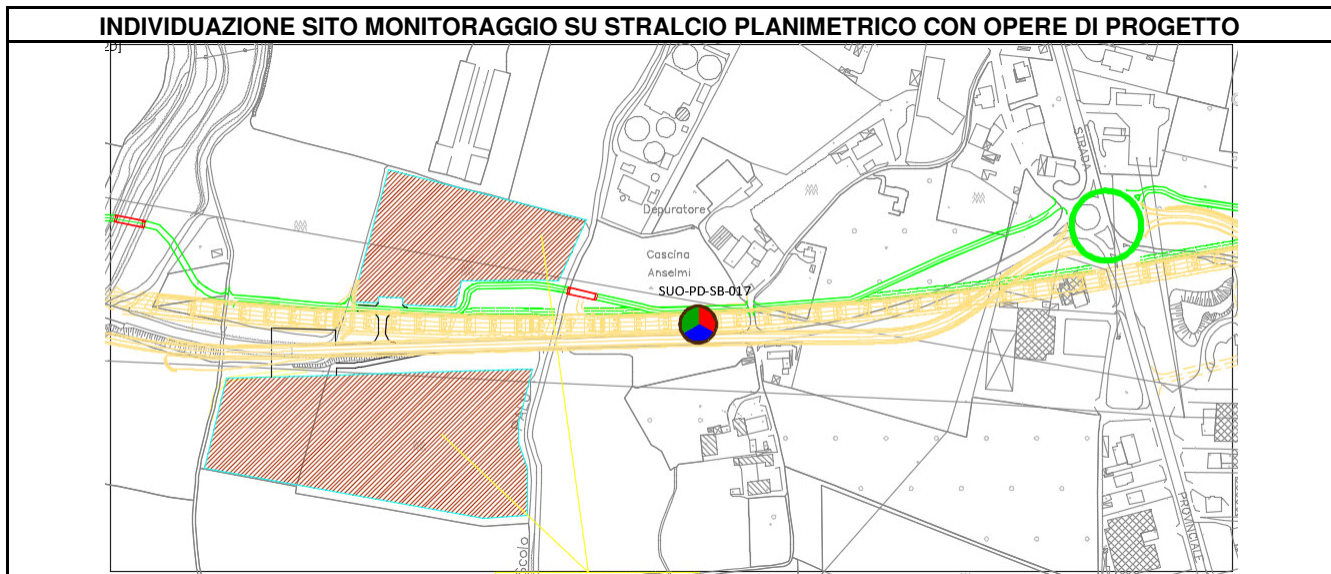 INDIVIDUAZIONE SITO MONITORAGGIO SU STRALCIO PLANIMETRICO CON OPERE DI PROGETTO
STRADA
Depuratore
Cascina
Anselmi
SUO-PD-SB-017
PROVINCIALE
Scolo